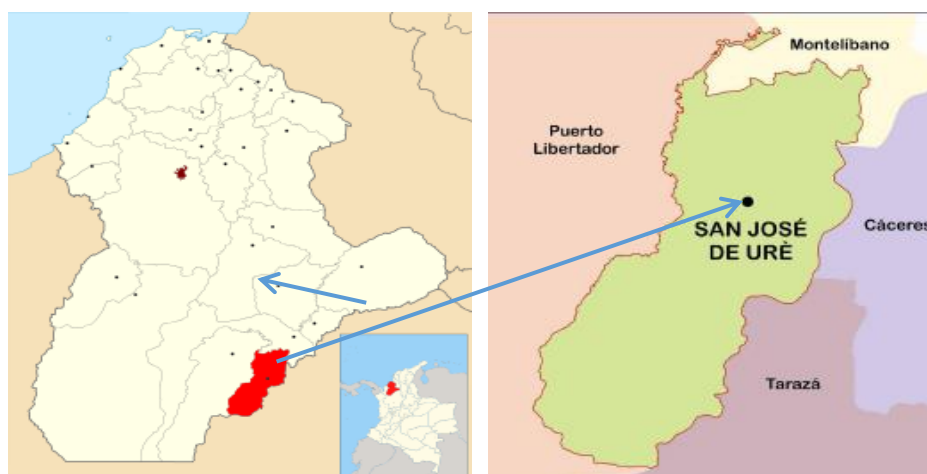 Montelíbano
Puerto
Libertador
SAN JOSÉ
DE URÈ
Cáceres
Tarazá